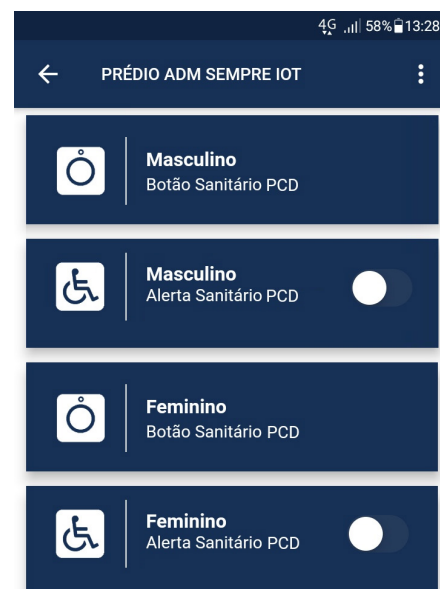 4G 58% 13:28
PRÉDIO ADM SEMPRE IOT
Masculino
Botão Sanitário PCD
Masculino
Alerta Sanitário PCD
Feminino
Botão Sanitário PCD
Feminino
Alerta Sanitário PCD